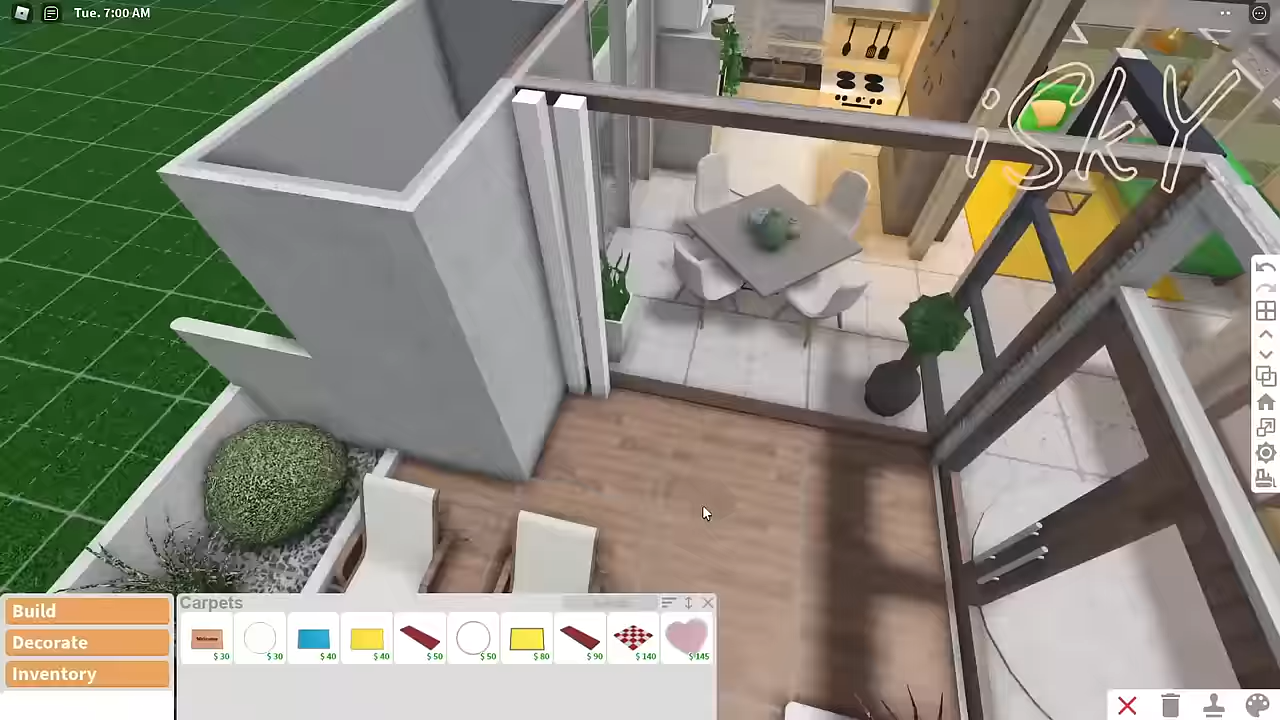 Tue. 7:00 AM
iSkY
Build
Decorate
Inventory
Carpets
Welcome
$30
$30
$40
$40
$50
$50
$80
$90
$140
$145